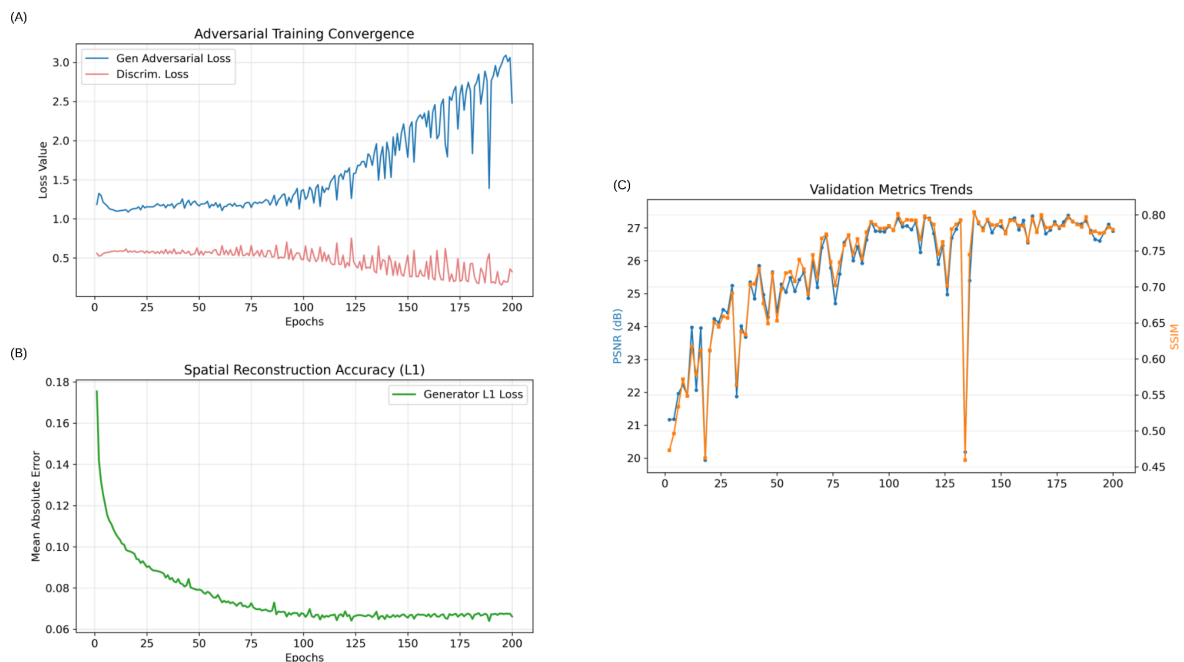 (A)
Adversarial Training Convergence
Gen Adversarial Loss
Discrim. Loss
Loss Value
3.0
2.5
2.0
1.5
1.0
0.5
0 25 50 75 100 125 150 175 200
Epochs
(B)
Spatial Reconstruction Accuracy (L1)
Generator L1 Loss
Mean Absolute Error
0.18
0.16
0.14
0.12
0.10
0.08
0.06
0 25 50 75 100 125 150 175 200
Epochs
(C)
Validation Metrics Trends
PSNR (dB)
27
26
25
24
23
22
21
20
0 25 50 75 100 125 150 175 200
0.80
0.75
0.70
0.65
0.60
0.55
0.50
0.45
SSIM